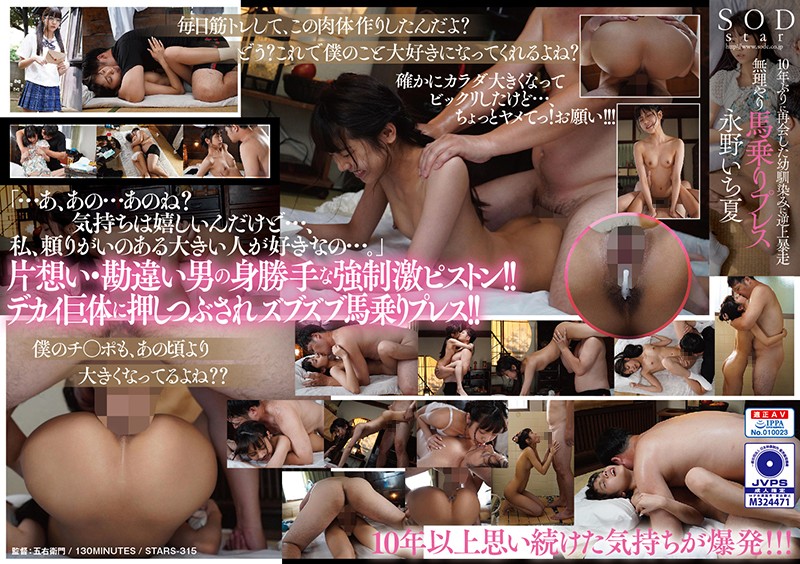 毎日筋トレして、この肉体作りしたんだよ?
どう?これで僕のこと大好きになってくれるよね?
確かにカラダ大きくなって
ビックリしたけど…、
ちょっとヤメてっ!お願い!!!
SOD
star
http://www.sodc.co.jp
10年ぶりに再会した幼馴染みで逆上暴走
無理やり馬乗りプレス
永野いち夏
「…あ、あの…あのね?
気持ちは嬉しいんだけど…、
私、頼りがいのある大きい人が好きなの…。」
片想い・勘違い男の身勝手な強制激ピストン!!
デカイ巨体に押しつぶされズブズブ馬乗りプレス!!
僕のチ◯ポも、あの頃より
大きくなってるよね??
適正AV
IPPA
No.010023
JVPS
成人指定
M324471
10年以上思い続けた気持ちが爆発!!!
監督:五右衛門/130MINUTES/STARS-315